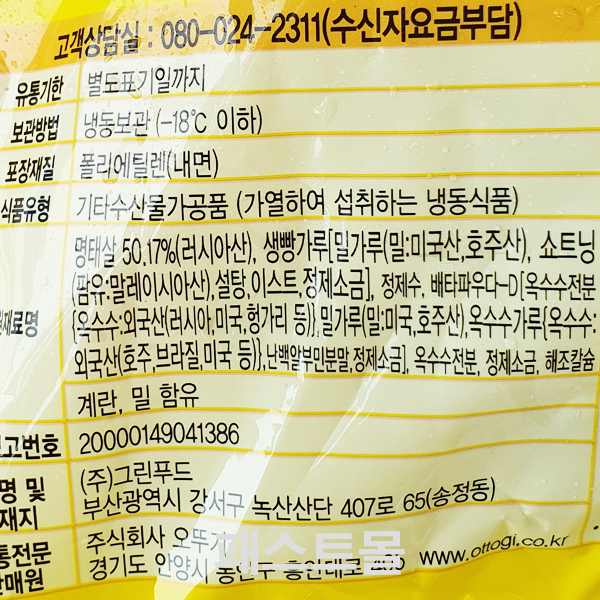 고객상담실 : 080-024-2311(수신자요금부담)
유통기한 별도표기일까지
보관방법 냉동보관 (-18℃ 이하)
포장재질 폴리에틸렌(내면)
식품유형 기타수산물가공품 (가열하여 섭취하는 냉동식품)
명태살 50.17%(러시아산), 생빵가루[밀가루(밀:미국산,호주산), 쇼트닝
(팜유:말레이시아산),설탕,이스트,정제소금], 정제수, 배타파우다-D[옥수수전분
재료명 {옥수수:외국산(러시아,미국,헝가리 등)},밀가루(밀:미국,호주산),옥수수가루{옥수수:
외국산(호주,브라질,미국 등)},난백알부민분말,정제소금], 옥수수전분, 정제소금, 해조칼슘
계란, 밀 함유
고번호 20000149041386
명 및 (주)그린푸드
재지 부산광역시 강서구 녹산산단 407로 65(송정동)
통전문 주식회사 오뚜기
판매원 경기도 안양시 흥안대로 www.ottogi.co.kr
패스트몰